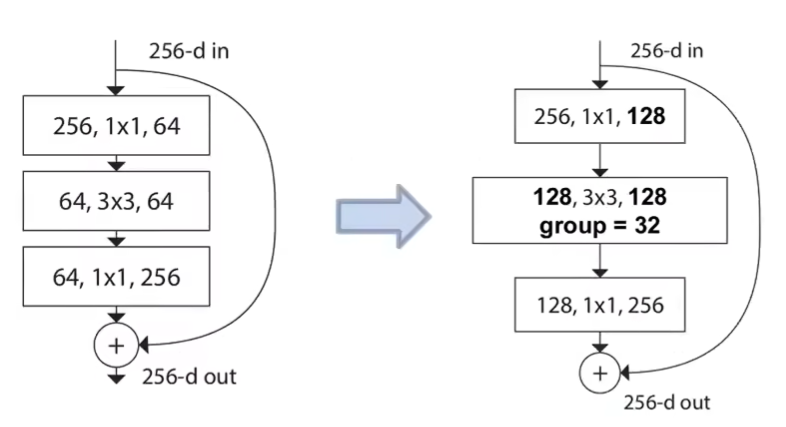 256-d in
256, 1x1, 64
64, 3x3, 64
64, 1x1, 256
+
256-d out
256-d in
256, 1x1, 128
128, 3x3, 128
group = 32
128, 1x1, 256
+
256-d out